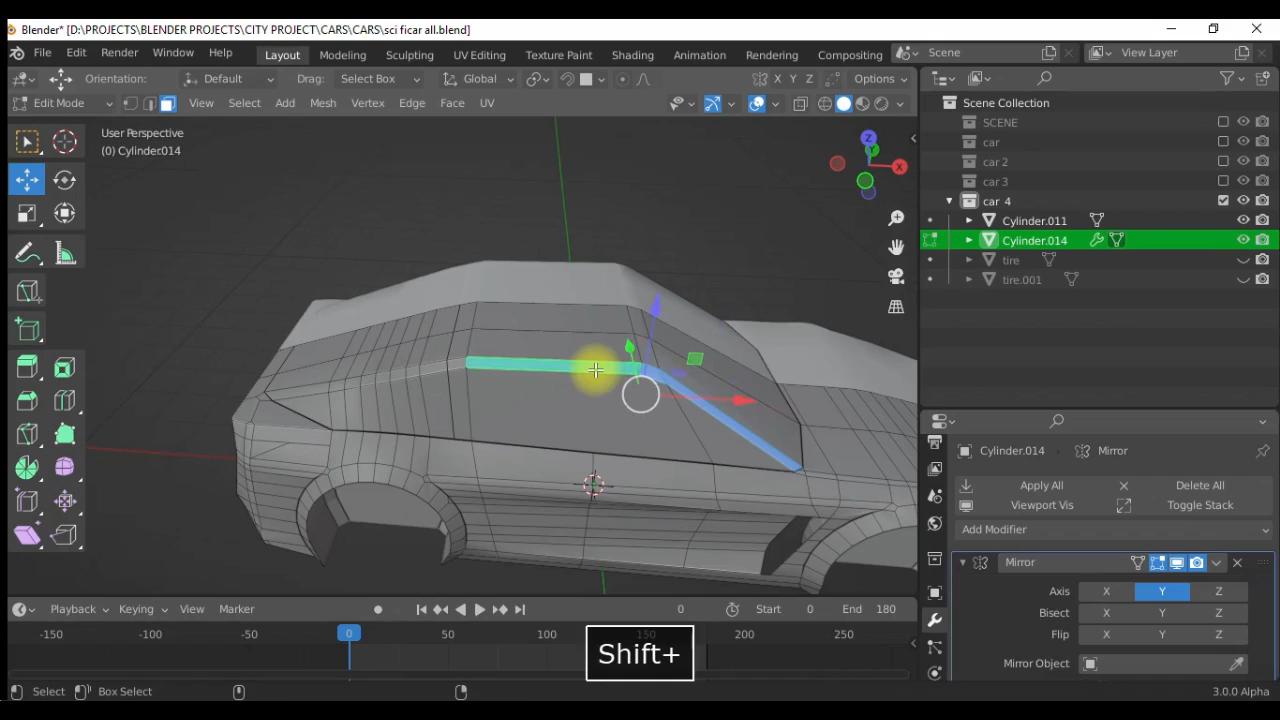 Blender* [D:\PROJECTS\BLENDER PROJECTS\CITY PROJECT\CARS\CARS\sci ficar all.blend]
File Edit Render Window Help Layout Modeling Sculpting UV Editing Texture Paint Shading Animation Rendering Compositing Scene View Layer
Orientation: Default Drag: Select Box Global X Y Z Options
Edit Mode View Select Add Mesh Vertex Edge Face UV
Scene Collection
SCENE
car
car 2
car 3
car 4
Cylinder.011
Cylinder.014
tire
tire.001
User Perspective
(0) Cylinder.014
Z
Y
X
Cylinder.014 Mirror
Apply All Delete All
Viewport Vis Toggle Stack
Add Modifier
Mirror
Axis X Y Z
Bisect X Y Z
Flip X Y Z
Mirror Object
Playback Keying View Marker 0 Start 0 End 180
-150 -100 -50 0 50 100 150 200 250
Shift+
Select Box Select 3.0.0 Alpha